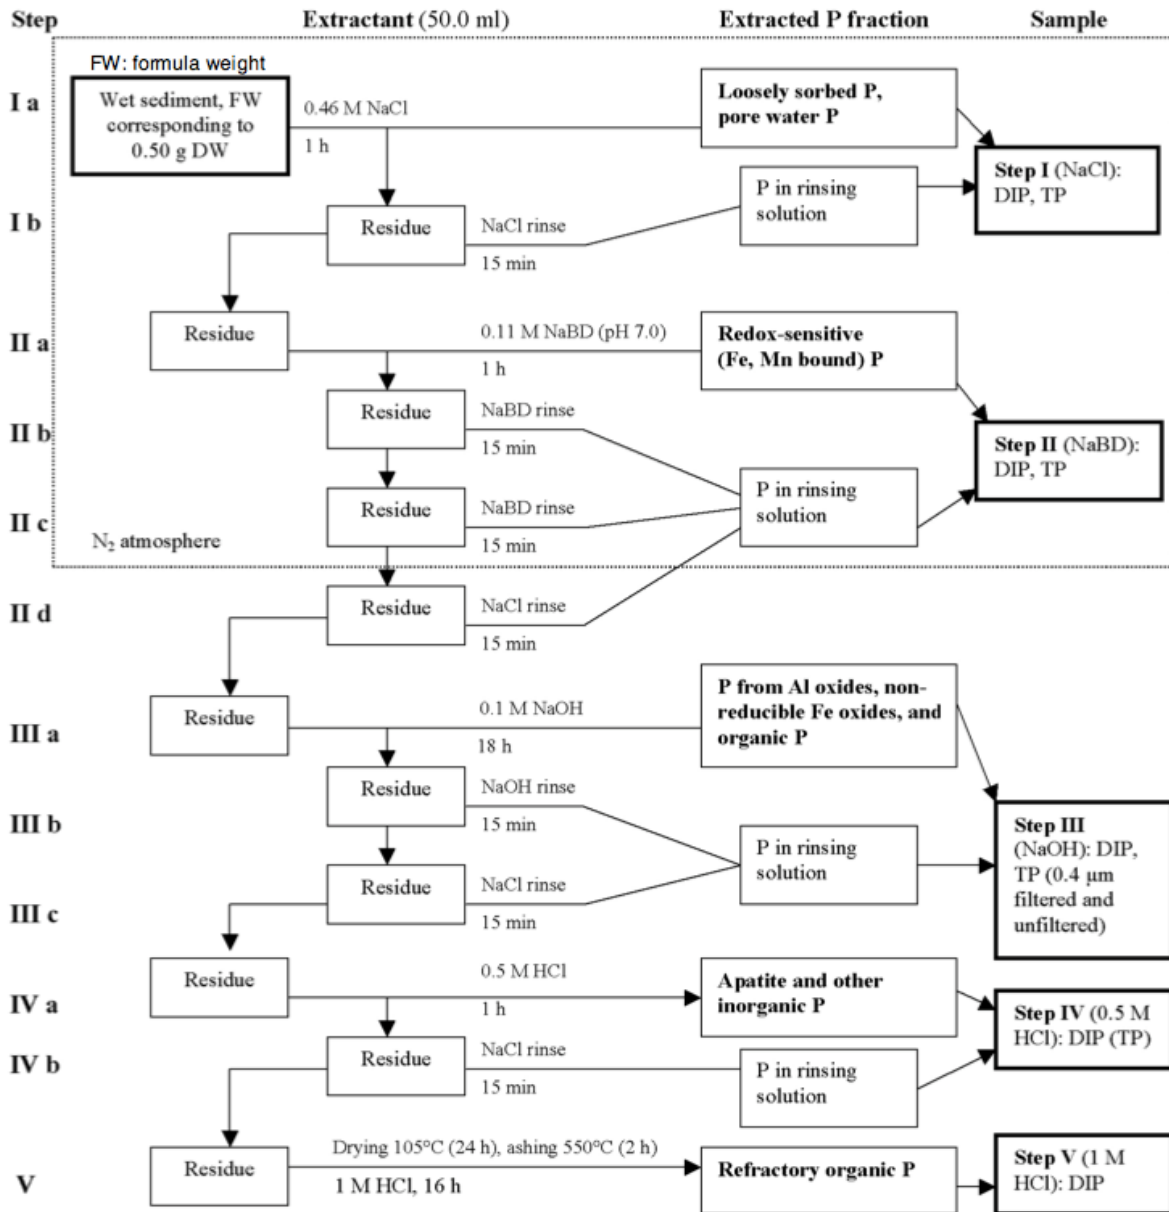 Step Extractant (50.0 ml) Extracted P fraction Sample
FW: formula weight
I a
Wet sediment, FW
corresponding to
0.50 g DW
0.46 M NaCl
1 h
Loosely sorbed P,
pore water P
Step I (NaCl):
DIP, TP
I b
Residue
NaCl rinse
15 min
P in rinsing
solution
II a
Residue
0.11 M NaBD (pH 7.0)
1 h
Redox-sensitive
(Fe, Mn bound) P
II b
Residue
NaBD rinse
15 min
Step II (NaBD):
DIP, TP
II c
Residue
NaBD rinse
15 min
P in rinsing
solution
N₂ atmosphere
II d
Residue
NaCl rinse
15 min
III a
Residue
0.1 M NaOH
18 h
P from Al oxides, non-
reducible Fe oxides, and
organic P
III b
Residue
NaOH rinse
15 min
P in rinsing
solution
Step III
(NaOH): DIP,
TP (0.4 µm
filtered and
unfiltered)
III c
Residue
NaCl rinse
15 min
IV a
Residue
0.5 M HCl
1 h
Apatite and other
inorganic P
Step IV (0.5 M
HCl): DIP (TP)
IV b
Residue
NaCl rinse
15 min
P in rinsing
solution
V
Residue
Drying 105°C (24 h), ashing 550°C (2 h)
1 M HCl, 16 h
Refractory organic P
Step V (1 M
HCl): DIP